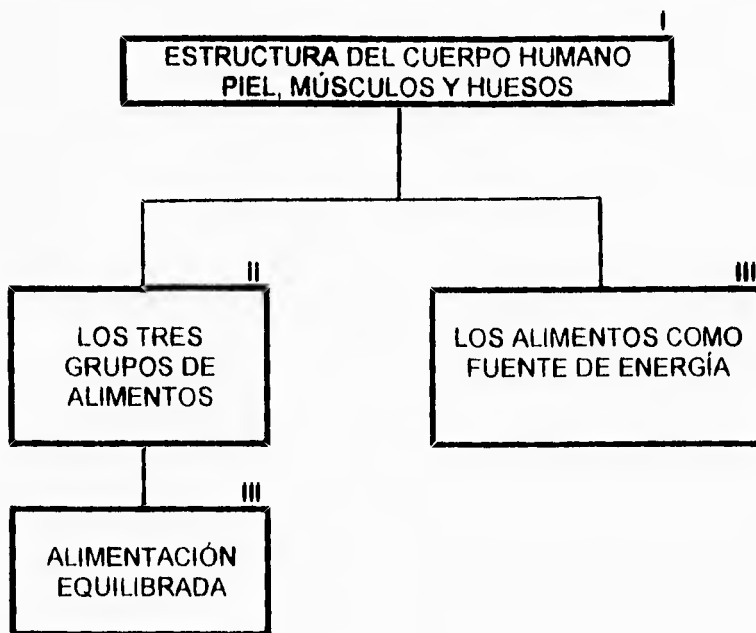 I
ESTRUCTURA DEL CUERPO HUMANO
PIEL, MÚSCULOS Y HUESOS
II
LOS TRES
GRUPOS DE
ALIMENTOS
III
LOS ALIMENTOS COMO
FUENTE DE ENERGÍA
III
ALIMENTACIÓN
EQUILIBRADA